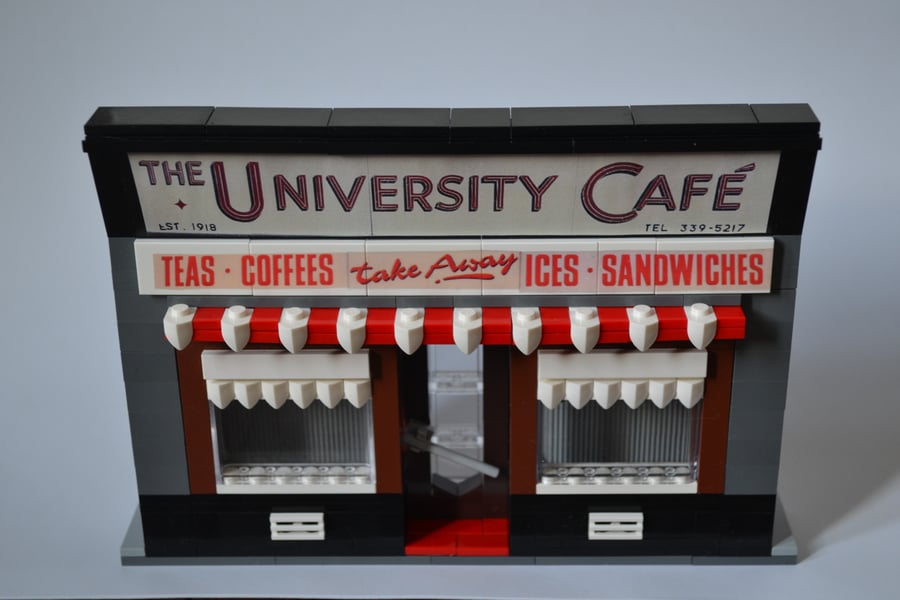 THE UNIVERSITY CAFÉ
EST. 1918 TEL 339-5217
TEAS · COFFEES take Away ICES · SANDWICHES